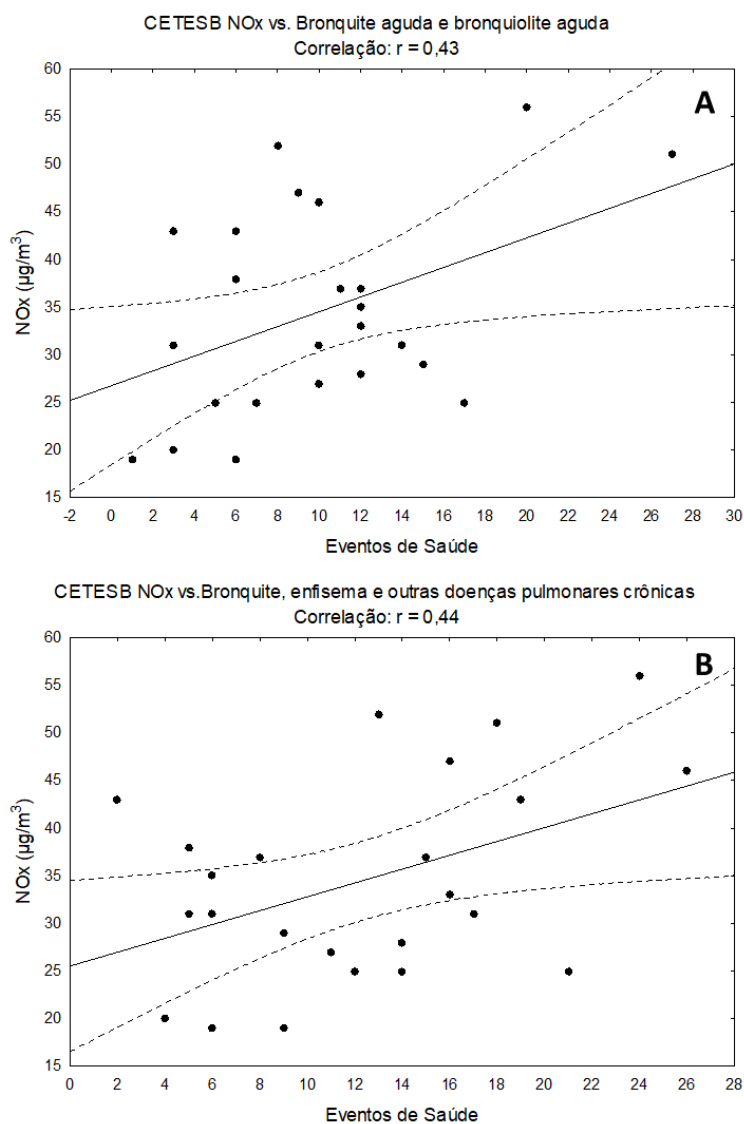 CETESB NOx vs. Bronquite aguda e bronquiolite aguda
Correlação: r = 0,43
A
60
55
50
45
40
35
30
25
20
15
NOx (µg/m³)
-2 0 2 4 6 8 10 12 14 16 18 20 22 24 26 28 30
Eventos de Saúde
CETESB NOx vs.Bronquite, enfisema e outras doenças pulmonares crônicas
Correlação: r = 0,44
B
60
55
50
45
40
35
30
25
20
15
NOx (µg/m³)
0 2 4 6 8 10 12 14 16 18 20 22 24 26 28
Eventos de Saúde